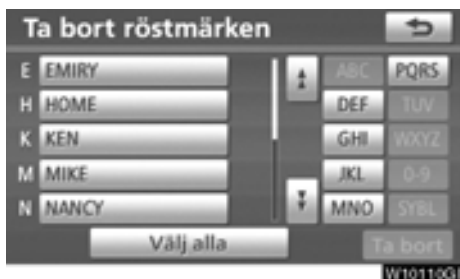 Ta bort röstmärken
E EMIRY ABC PQRS
H HOME DEF TUV
K KEN GHI WXYZ
M MIKE JKL 0-9
N NANCY MNO SYBL
Välj alla Ta bort
W10110G